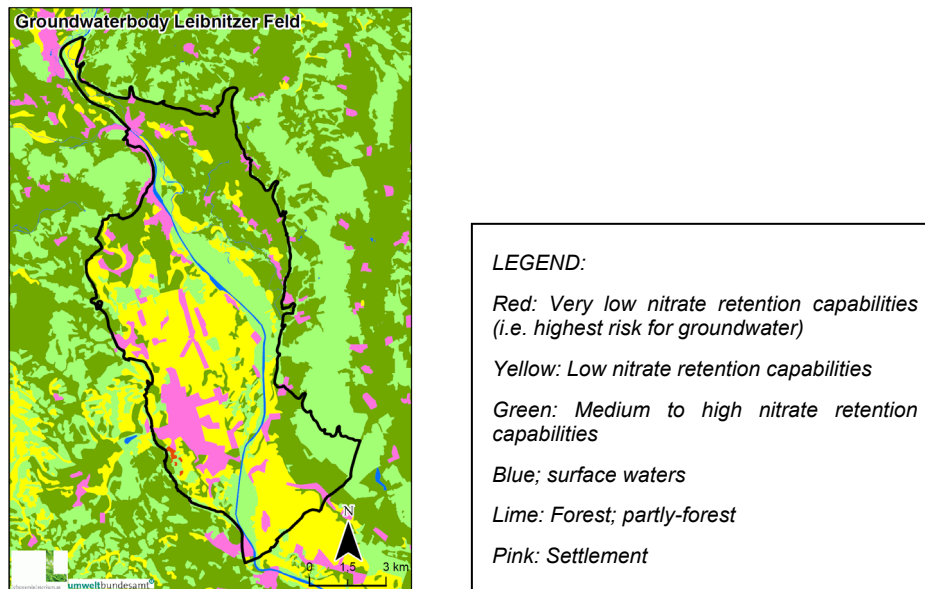 Groundwaterbody Leibnitzer Feld
N
0 1,5 3 km
umweltbundesamt
LEGEND:
Red: Very low nitrate retention capabilities
(i.e. highest risk for groundwater)
Yellow: Low nitrate retention capabilities
Green: Medium to high nitrate retention
capabilities
Blue; surface waters
Lime: Forest; partly-forest
Pink: Settlement